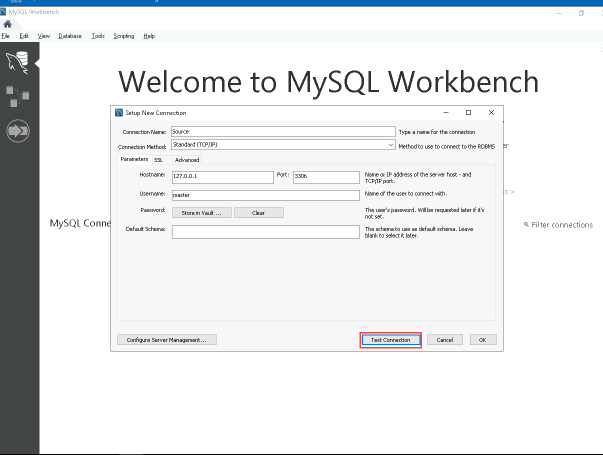 MySQL Workbench
File Edit View Database Tools Scripting Help
Welcome to MySQL Workbench
Setup New Connection
Connection Name: Source Type a name for the connection
Connection Method: Standard (TCP/IP) Method to use to connect to the RDBMS
Parameters SSL Advanced
Hostname: 127.0.0.1 Port: 3306 Name or IP address of the server host - and
TCP/IP port.
Username: master Name of the user to connect with.
Password: Store in Vault ... Clear The user's password. Will be requested later if it's
not set.
MySQL Conne
Filter connections
Default Schema: The schema to use as default schema. Leave
blank to select it later.
Configure Server Management... Test Connection Cancel OK